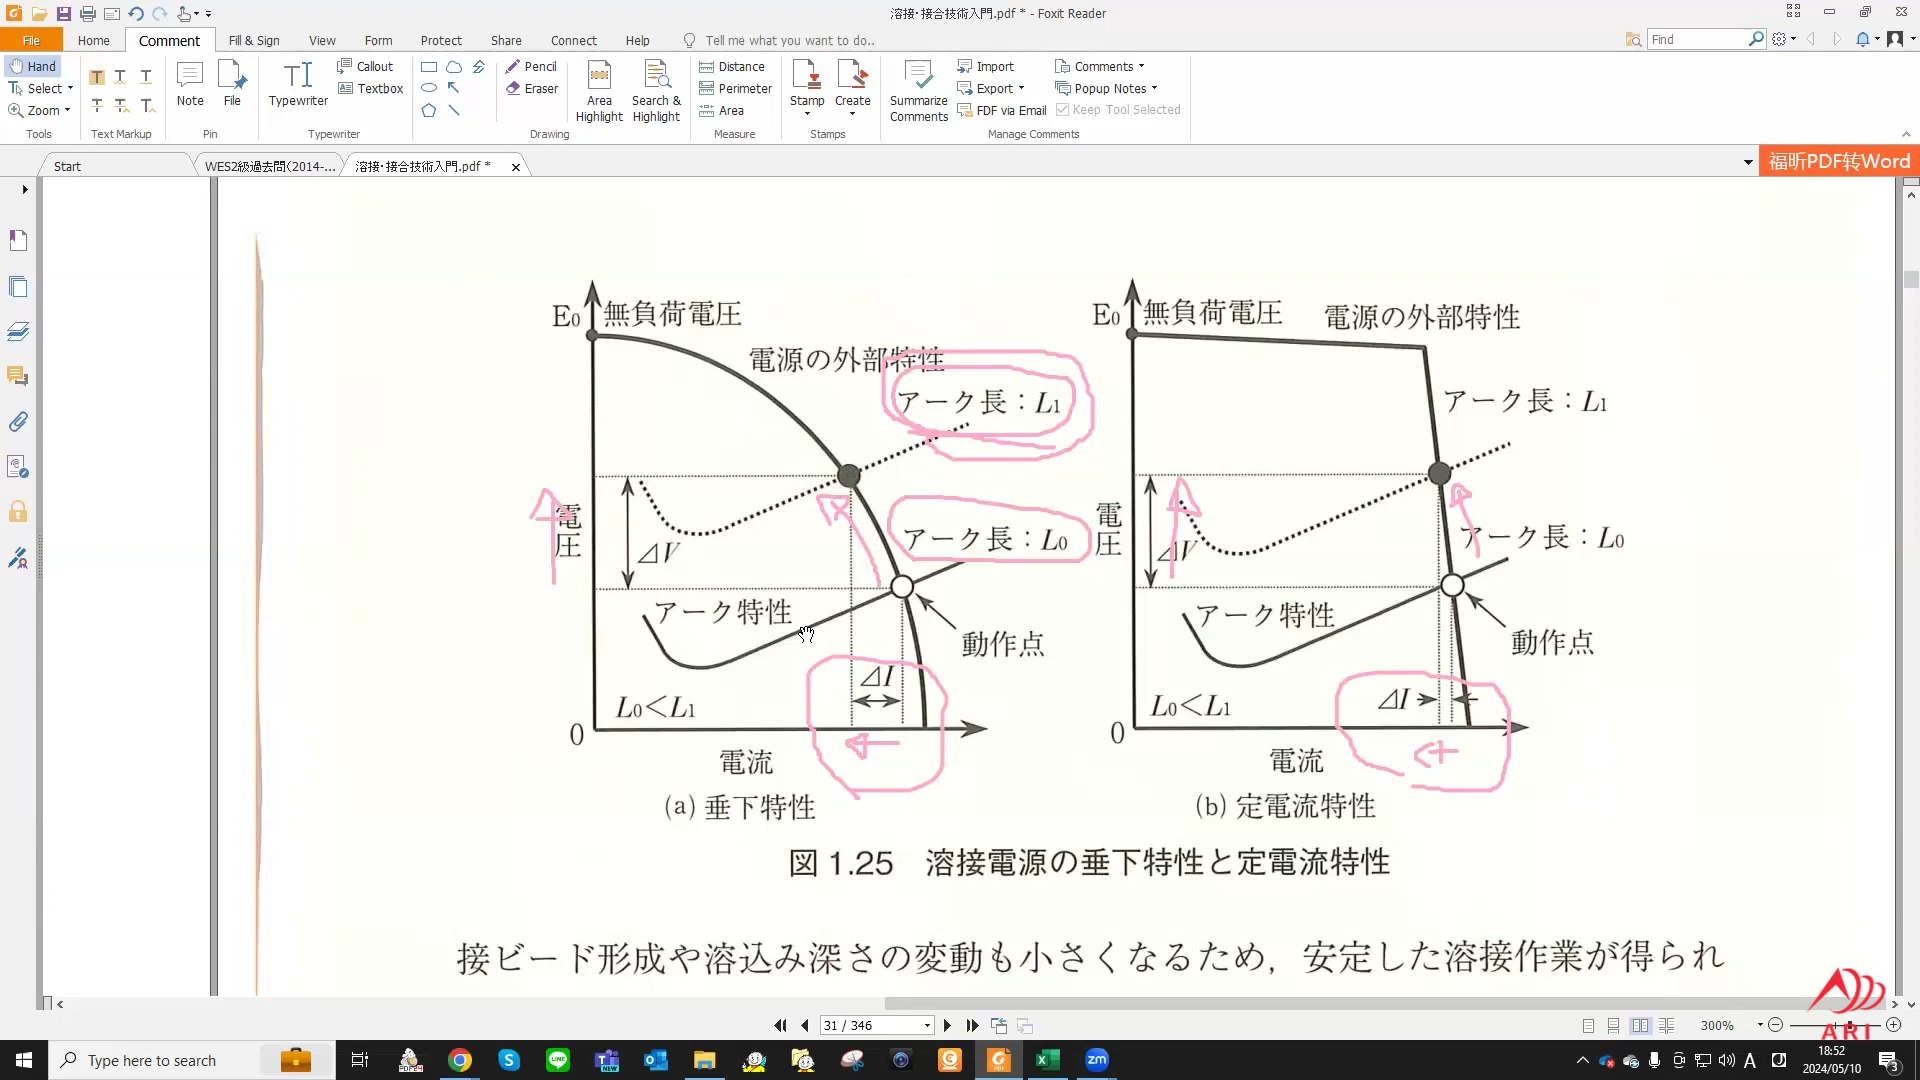 溶接・接合技術入門.pdf * - Foxit Reader
File Home Comment Fill & Sign View Form Protect Share Connect Help Tell me what you want to do.. Find
Hand
Select
Zoom
Tools
Text Markup
Note
File
Pin
Typewriter
Callout
Textbox
Typewriter
Pencil
Eraser
Area Highlight
Search & Highlight
Drawing
Distance
Perimeter
Area
Measure
Stamp
Create
Stamps
Summarize Comments
Import
Export
FDF via Email
Comments
Popup Notes
Keep Tool Selected
Manage Comments
Start
WES2級過去問(2014-...
溶接・接合技術入門.pdf *
福昕PDF转Word
E0 無負荷電圧
電源の外部特性
アーク長：L1
電圧
ΔV
アーク長：L0
アーク特性
動作点
ΔI
L0＜L1
0
電流
(a) 垂下特性
E0 無負荷電圧
電源の外部特性
アーク長：L1
電圧
ΔV
アーク長：L0
アーク特性
動作点
ΔI
L0＜L1
0
電流
(b) 定電流特性
図 1.25 溶接電源の垂下特性と定電流特性
接ビード形成や溶込み深さの変動も小さくなるため，安定した溶接作業が得られ
ARI
31 / 346
300%
Type here to search
A
18:52
2024/05/10
3